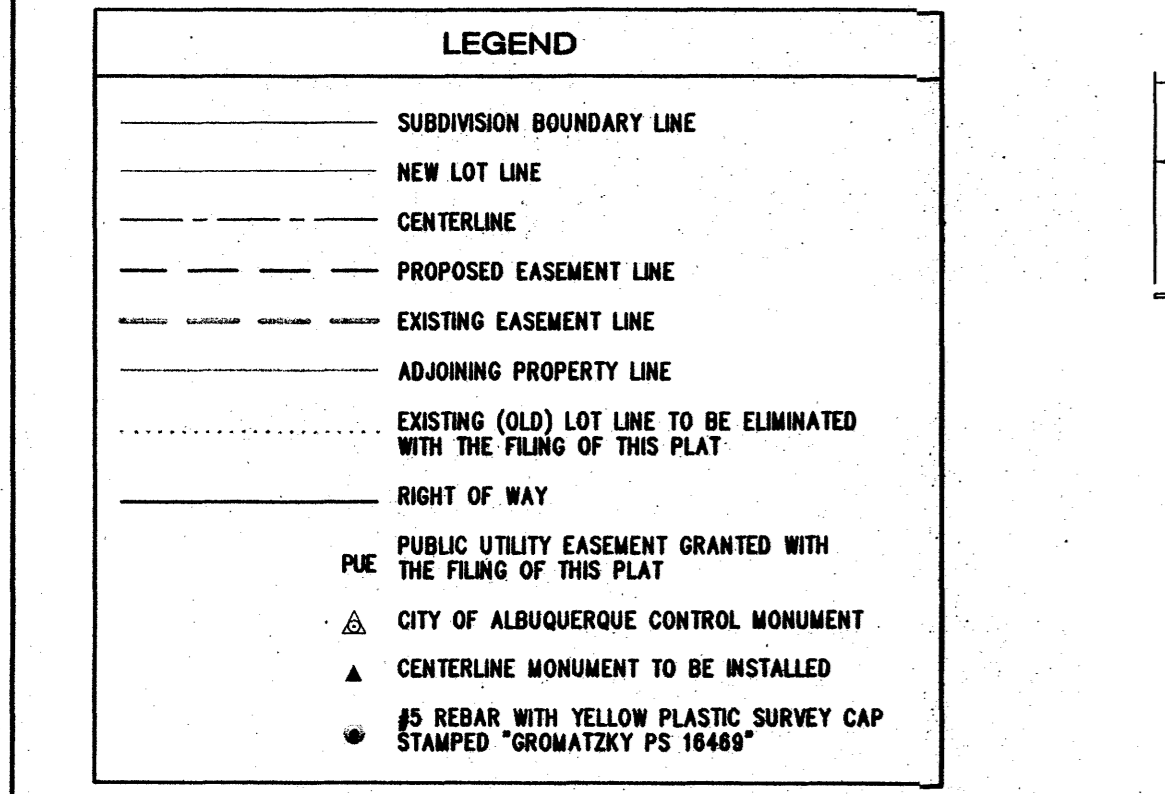 LEGEND
SUBDIVISION BOUNDARY LINE
NEW LOT LINE
CENTERLINE
PROPOSED EASEMENT LINE
EXISTING EASEMENT LINE
ADJOINING PROPERTY LINE
EXISTING (OLD) LOT LINE TO BE ELIMINATED
WITH THE FILING OF THIS PLAT
RIGHT OF WAY
PUE PUBLIC UTILITY EASEMENT GRANTED WITH
THE FILING OF THIS PLAT
CITY OF ALBUQUERQUE CONTROL MONUMENT
CENTERLINE MONUMENT TO BE INSTALLED
#5 REBAR WITH YELLOW PLASTIC SURVEY CAP
STAMPED "GROMATZKY PS 16469"